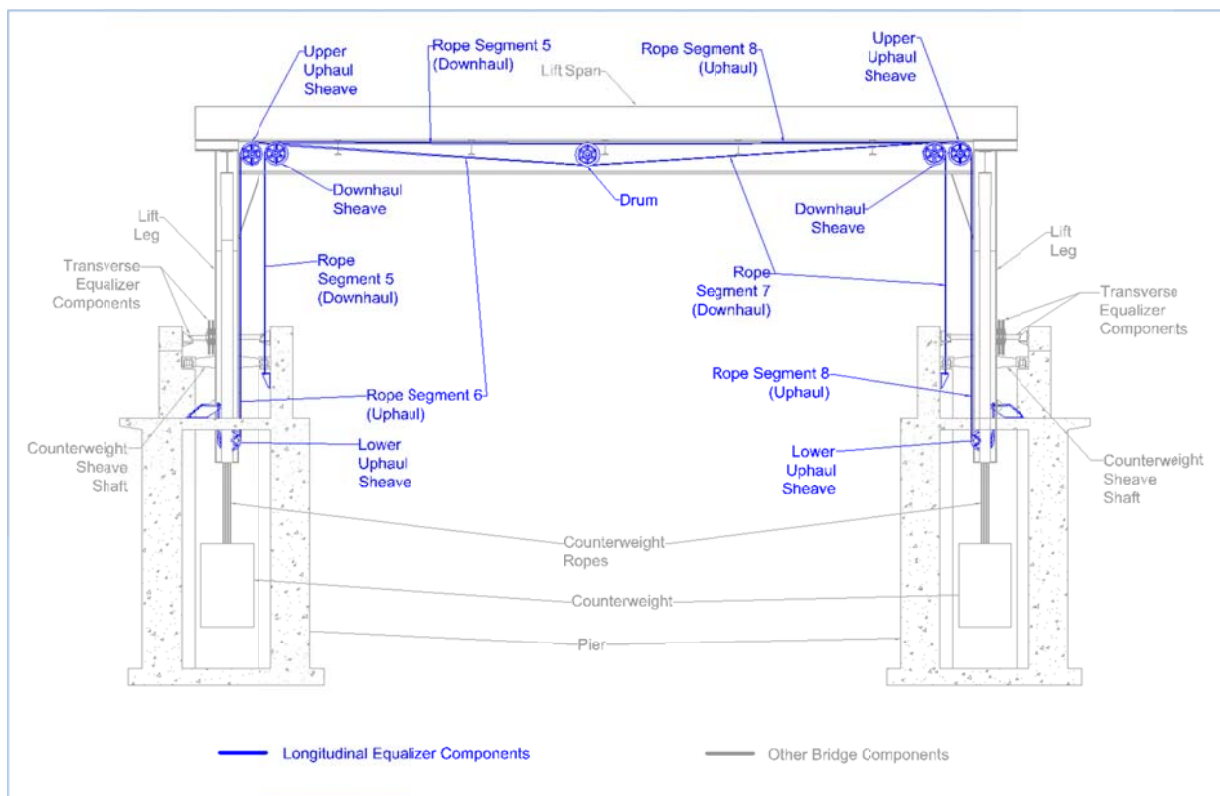 Upper
Uphaul
Sheave
Rope Segment 5
(Downhaul)
Lift Span
Rope Segment 8
(Uphaul)
Upper
Uphaul
Sheave
Downhaul
Sheave
Drum
Downhaul
Sheave
Lift
Leg
Lift
Leg
Transverse
Equalizer
Components
Rope
Segment 5
(Downhaul)
Rope
Segment 7
(Downhaul)
Transverse
Equalizer
Components
Rope Segment 6
(Uphaul)
Rope Segment 8
(Uphaul)
Counterweight
Sheave
Shaft
Lower
Uphaul
Sheave
Lower
Uphaul
Sheave
Counterweight
Sheave
Shaft
Counterweight
Ropes
Counterweight
Pier
Longitudinal Equalizer Components
Other Bridge Components